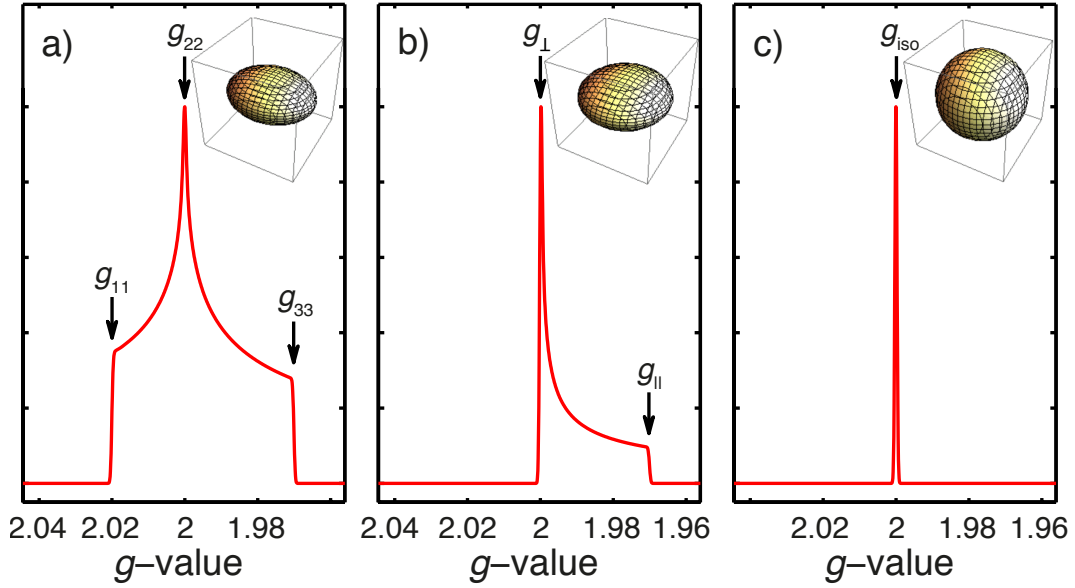 a)
g22
g11
g33
2.04
2.02
2
1.98
g–value
b)
g⊥
g||
2.04
2.02
2
1.98
1.96
g–value
c)
giso
2.02
2
1.98
1.96
g–value